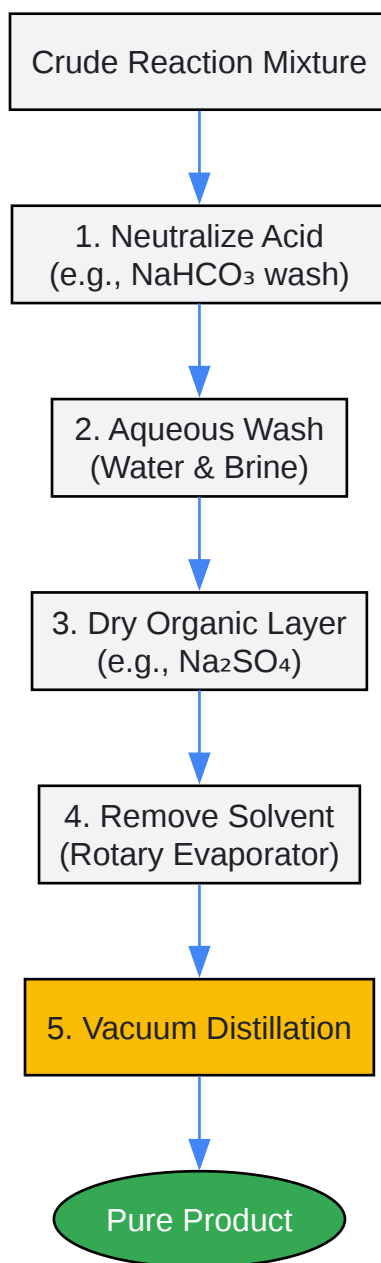 Crude Reaction Mixture
1. Neutralize Acid
(e.g., NaHCO₃ wash)
2. Aqueous Wash
(Water & Brine)
3. Dry Organic Layer
(e.g., Na₂SO₄)
4. Remove Solvent
(Rotary Evaporator)
5. Vacuum Distillation
Pure Product